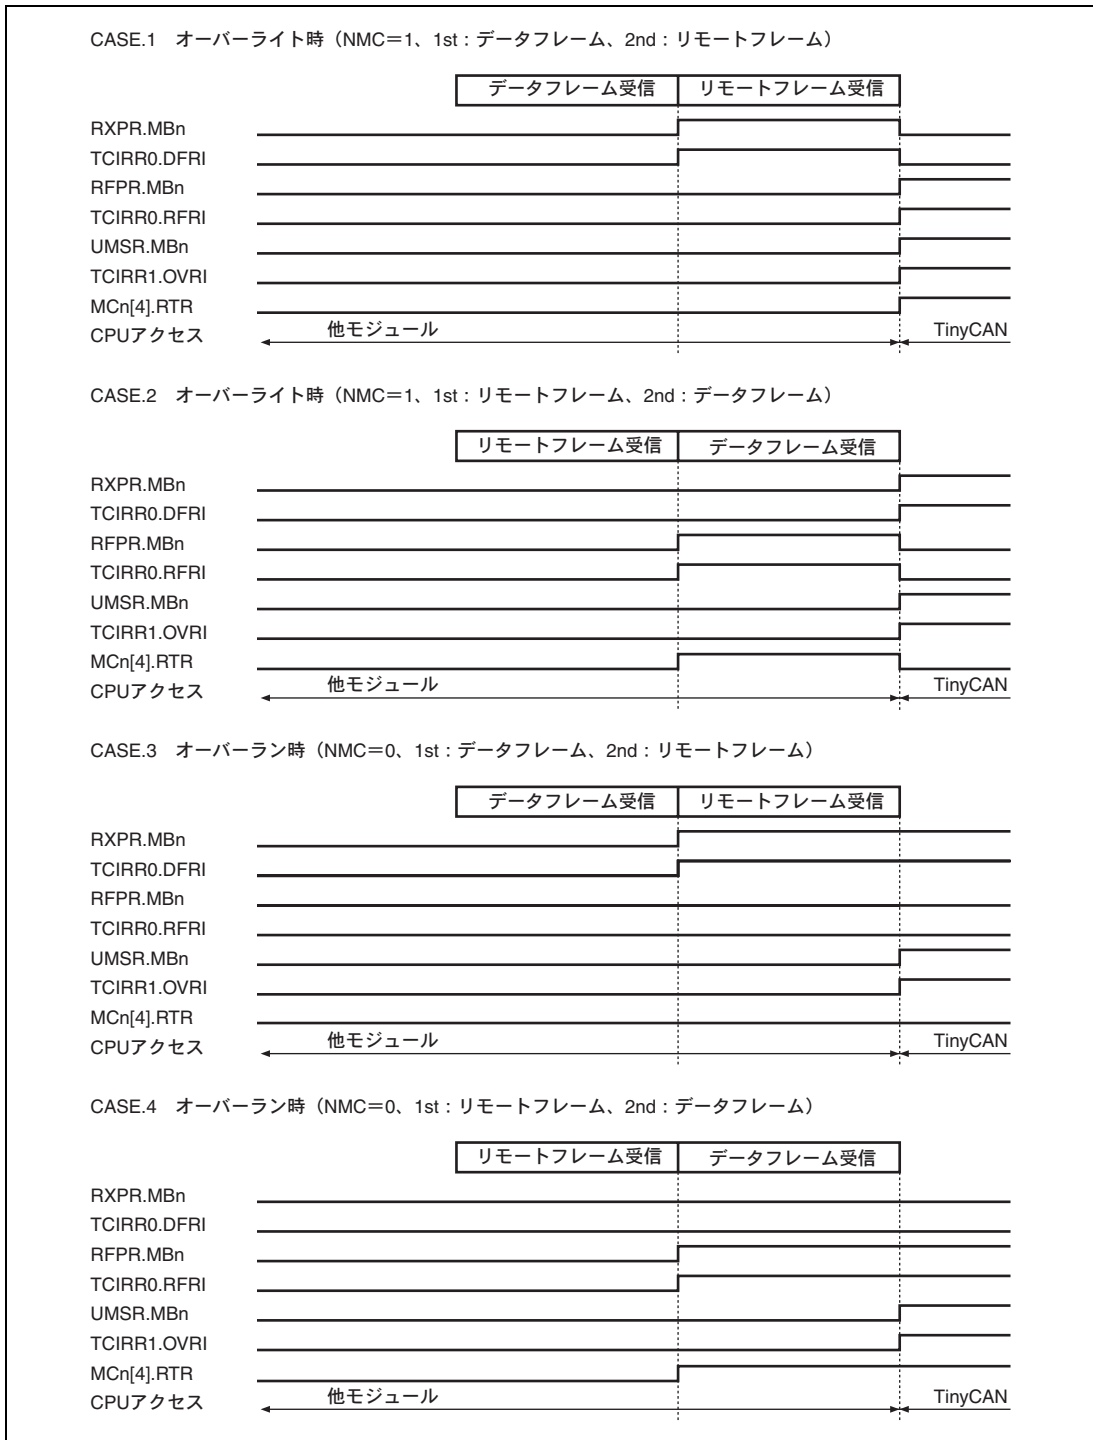 CASE.1 オーバーライト時（NMC＝1、1st：データフレーム、2nd：リモートフレーム）
データフレーム受信 リモートフレーム受信
RXPR.MBn
TCIRR0.DFRI
RFPR.MBn
TCIRR0.RFRI
UMSR.MBn
TCIRR1.OVRI
MCn[4].RTR
CPUアクセス 他モジュール TinyCAN
CASE.2 オーバーライト時（NMC＝1、1st：リモートフレーム、2nd：データフレーム）
リモートフレーム受信 データフレーム受信
RXPR.MBn
TCIRR0.DFRI
RFPR.MBn
TCIRR0.RFRI
UMSR.MBn
TCIRR1.OVRI
MCn[4].RTR
CPUアクセス 他モジュール TinyCAN
CASE.3 オーバーラン時（NMC＝0、1st：データフレーム、2nd：リモートフレーム）
データフレーム受信 リモートフレーム受信
RXPR.MBn
TCIRR0.DFRI
RFPR.MBn
TCIRR0.RFRI
UMSR.MBn
TCIRR1.OVRI
MCn[4].RTR
CPUアクセス 他モジュール TinyCAN
CASE.4 オーバーラン時（NMC＝0、1st：リモートフレーム、2nd：データフレーム）
リモートフレーム受信 データフレーム受信
RXPR.MBn
TCIRR0.DFRI
RFPR.MBn
TCIRR0.RFRI
UMSR.MBn
TCIRR1.OVRI
MCn[4].RTR
CPUアクセス 他モジュール TinyCAN